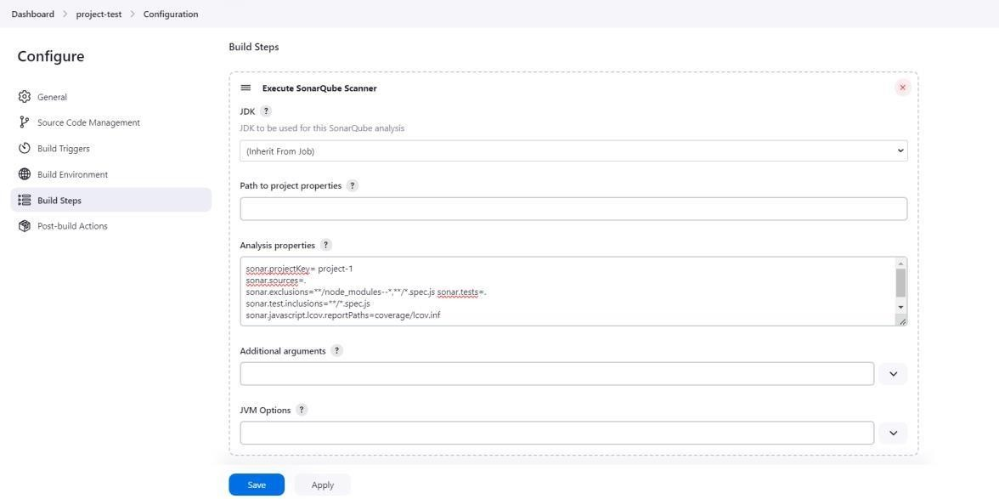 Dashboard > project-test > Configuration
Configure
General
Source Code Management
Build Triggers
Build Environment
Build Steps
Post-build Actions
Build Steps
Execute SonarQube Scanner
JDK ?
JDK to be used for this SonarQube analysis
(Inherit From Job)
Path to project properties ?
Analysis properties ?
sonar.projectKey= project-1
sonar.sources=.
sonar.exclusions=**/node_modules--*,**/*.spec.js sonar.tests=.
sonar.test.inclusions=**/*.spec.js
sonar.javascript.lcov.reportPaths=coverage/lcov.inf
Additional arguments ?
JVM Options ?
Save Apply